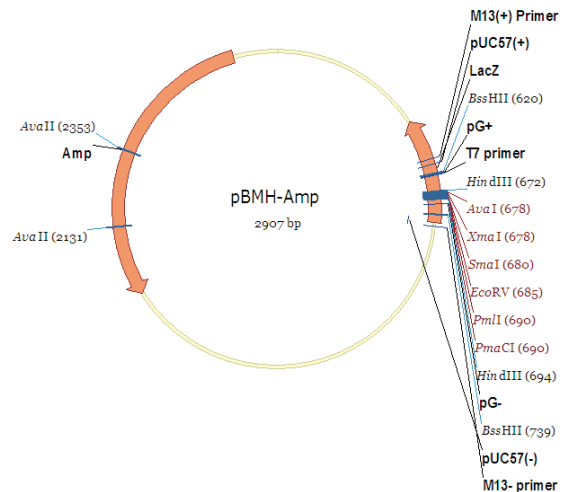 M13(+) Primer
pUC57(+)
LacZ
BssHII (620)
pG+
T7 primer
HindIII (672)
AvaI (678)
XmaI (678)
SmaI (680)
EcoRV (685)
PmlI (690)
PmaCI (690)
HindIII (694)
pG-
BssHII (739)
pUC57(-)
M13- primer
AvaII (2353)
Amp
AvaII (2131)
pBMH-Amp
2907 bp